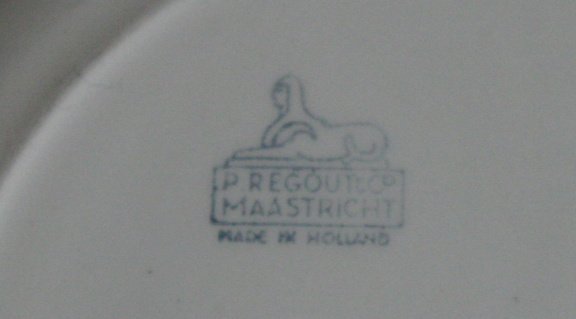 P. REGOUT & Co
MAASTRICHT
MADE IN HOLLAND